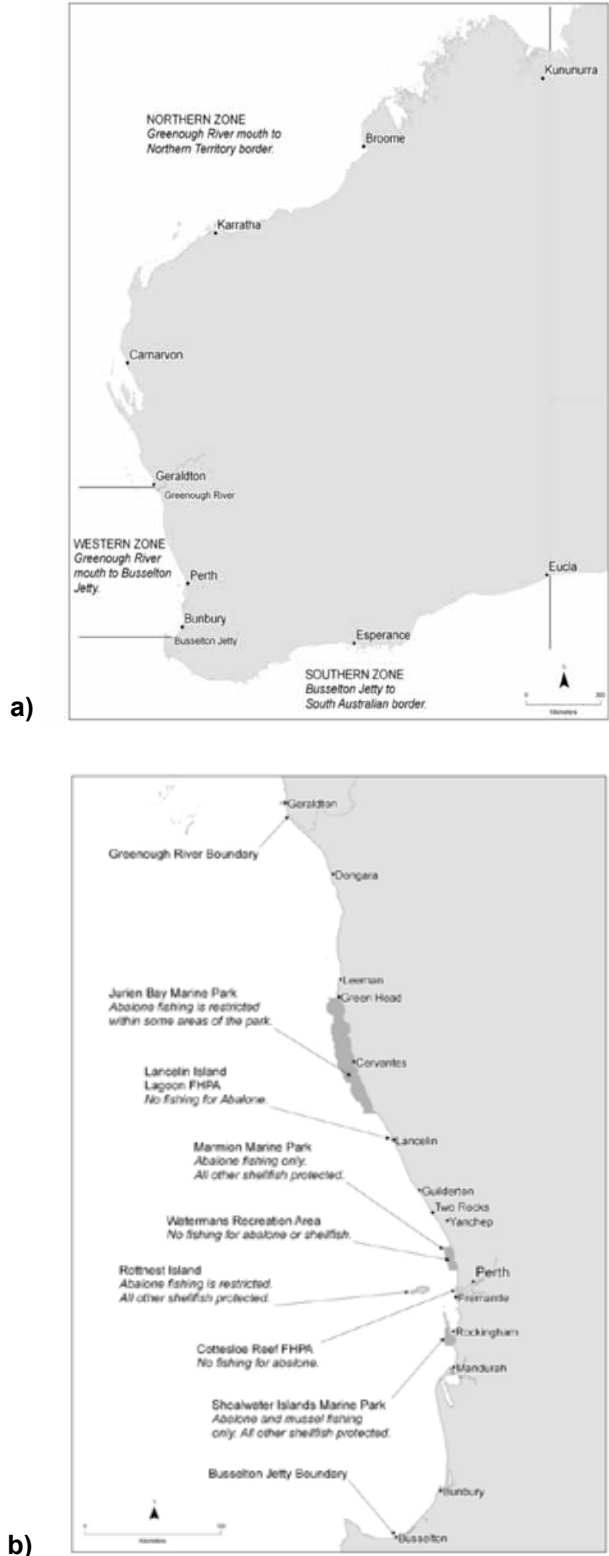 NORTHERN ZONE
Greenough River mouth to
Northern Territory border.
Kununurra
Broome
Karratha
Carnarvon
Geraldton
Greenough River
WESTERN ZONE
Greenough River
mouth to Busselton
Jetty.
Perth
Bunbury
Busselton Jetty
Eucla
Esperance
SOUTHERN ZONE
Busselton Jetty to
South Australian border.
N
0
Kilometers
a)
Geraldton
Greenough River Boundary
Dongara
Leeman
Green Head
Jurien Bay Marine Park
Abalone fishing is restricted
within some areas of the park.
Cervantes
Lancelin Island
Lagoon FHPA
No fishing for Abalone.
Lancelin
Marmion Marine Park
Abalone fishing only.
All other shellfish protected.
Guilderton
Two Rocks
Yanchep
Watermans Recreation Area
No fishing for abalone or shellfish.
Rottnest Island
Abalone fishing is restricted.
All other shellfish protected.
Perth
Fremantle
Cottesloe Reef FHPA
No fishing for abalone.
Rockingham
Mandurah
Shoalwater Islands Marine Park
Abalone and mussel fishing
only. All other shellfish protected.
Busselton Jetty Boundary
Bunbury
Busselton
Kilometers
b)